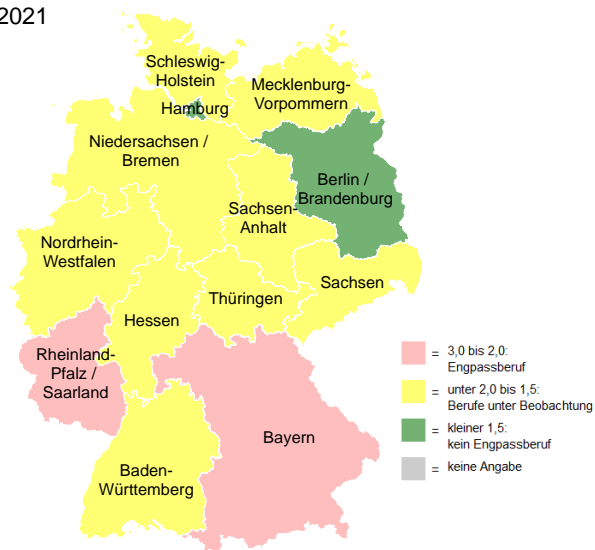 2021
Schleswig-
Holstein
Mecklenburg-
Vorpommern
Hamburg
Niedersachsen /
Bremen
Berlin /
Brandenburg
Sachsen-
Anhalt
Nordrhein-
Westfalen
Sachsen
Thüringen
Hessen
Rheinland-
Pfalz /
Saarland
Bayern
Baden-
Württemberg
= 3,0 bis 2,0:
Engpassberuf
= unter 2,0 bis 1,5:
Berufe unter Beobachtung
= kleiner 1,5:
kein Engpassberuf
= keine Angabe